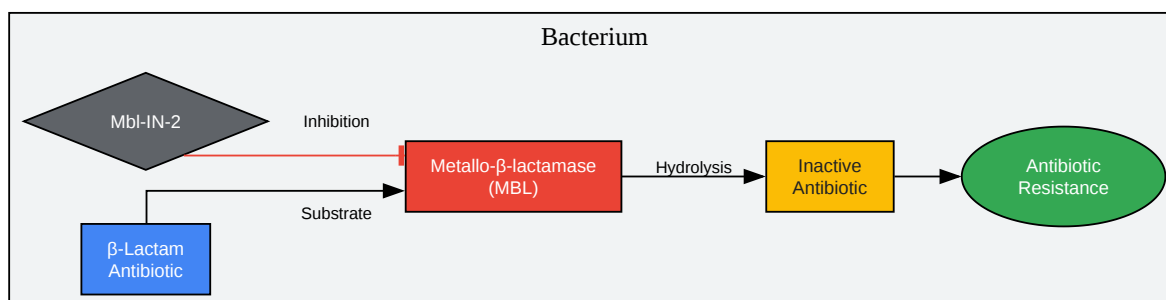 Bacterium
Mbl-IN-2
Inhibition
Metallo-β-lactamase
(MBL)
Hydrolysis
Inactive
Antibiotic
Antibiotic
Resistance
Substrate
β-Lactam
Antibiotic